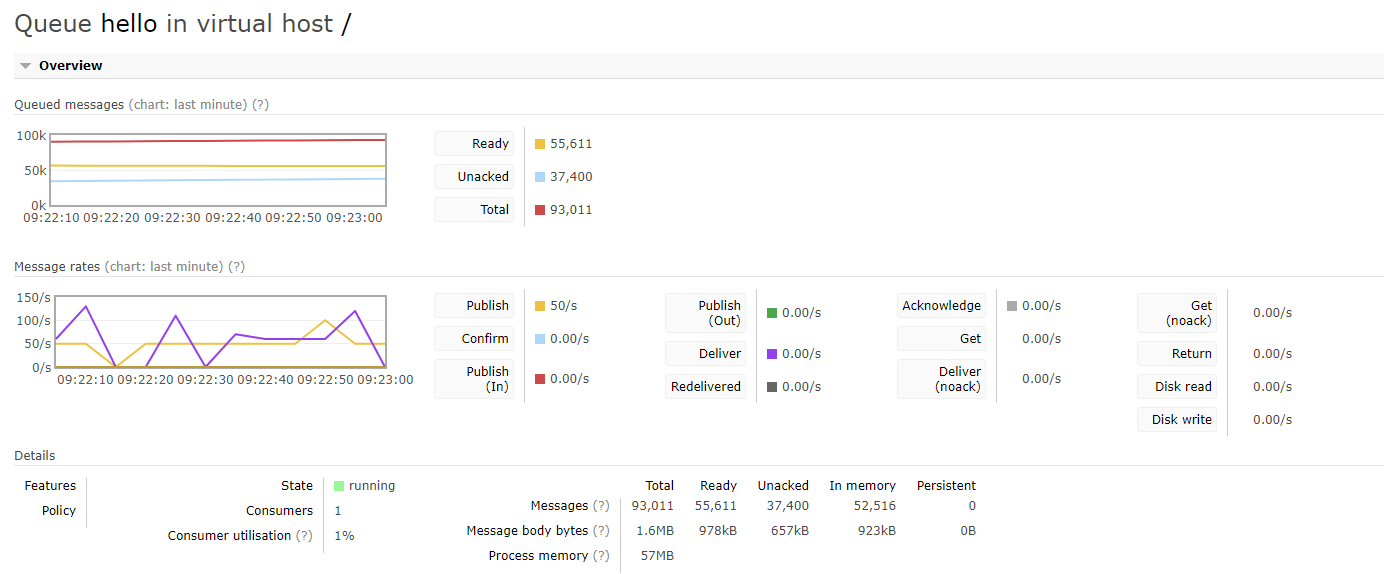 Queue hello in virtual host /
Overview
Queued messages (chart: last minute) (?)
100k
50k
0k
09:22:10 09:22:20 09:22:30 09:22:40 09:22:50 09:23:00
Ready 55,611
Unacked 37,400
Total 93,011
Message rates (chart: last minute) (?)
150/s
100/s
50/s
0/s
09:22:10 09:22:20 09:22:30 09:22:40 09:22:50 09:23:00
Publish 50/s
Confirm 0.00/s
Publish
(In) 0.00/s
Publish
(Out) 0.00/s
Deliver 0.00/s
Redelivered 0.00/s
Acknowledge 0.00/s
Get 0.00/s
Deliver
(noack) 0.00/s
Get
(noack) 0.00/s
Return 0.00/s
Disk read 0.00/s
Disk write 0.00/s
Details
Features
Policy
State running
Consumers 1
Consumer utilisation (?) 1%
Total Ready Unacked In memory Persistent
Messages (?) 93,011 55,611 37,400 52,516 0
Message body bytes (?) 1.6MB 978kB 657kB 923kB 0B
Process memory (?) 57MB